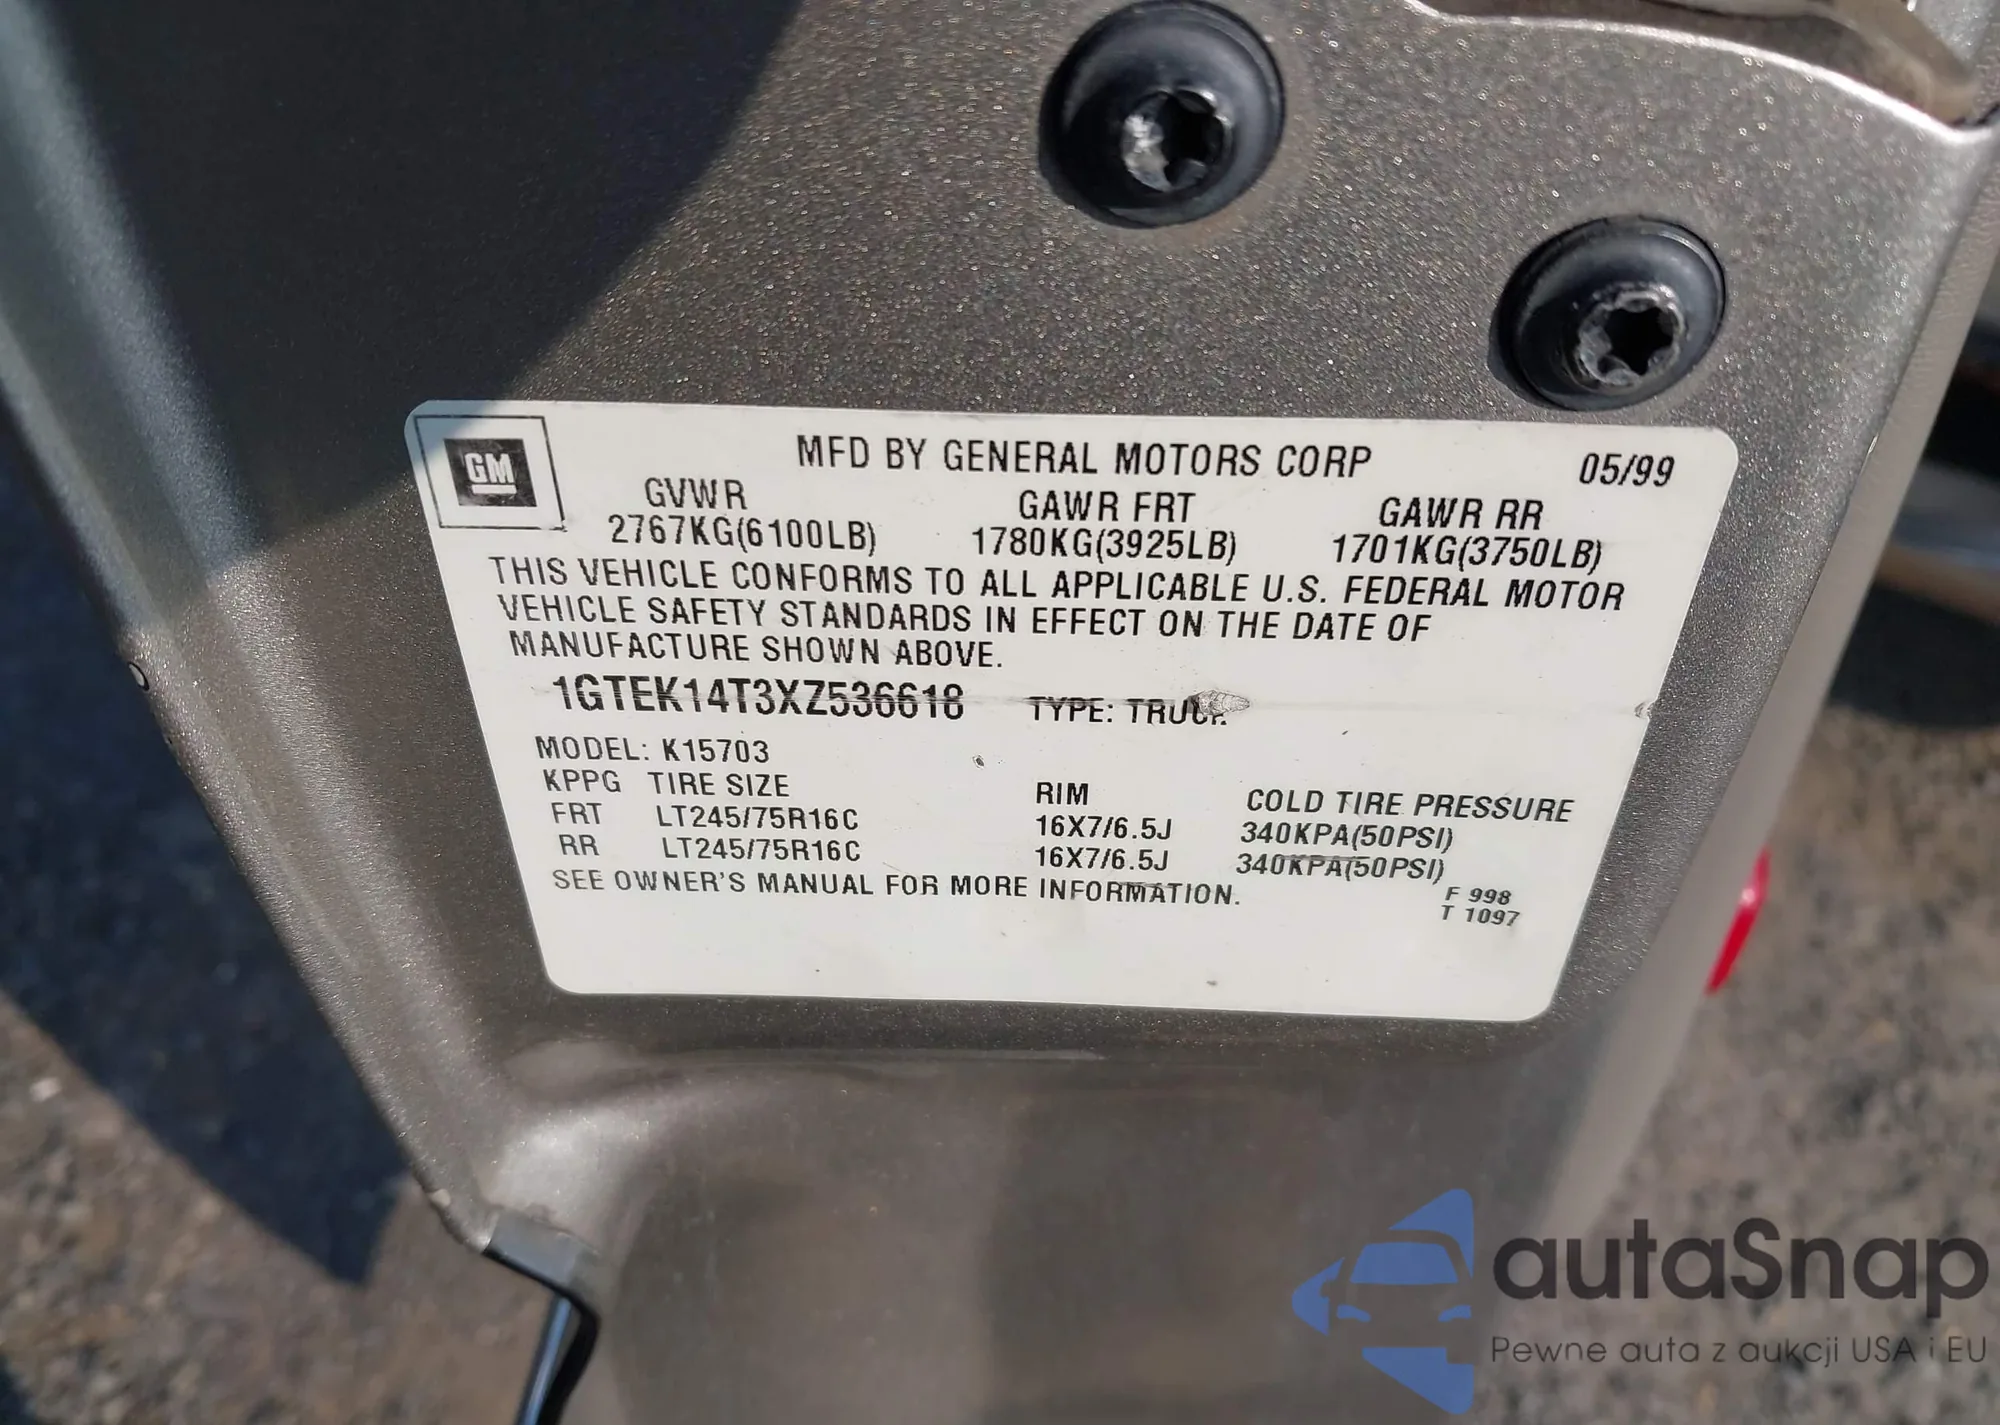 GM
MFD BY GENERAL MOTORS CORP 05/99
GVWR GAWR FRT GAWR RR
2767KG(6100LB) 1780KG(3925LB) 1701KG(3750LB)
THIS VEHICLE CONFORMS TO ALL APPLICABLE U.S. FEDERAL MOTOR
VEHICLE SAFETY STANDARDS IN EFFECT ON THE DATE OF
MANUFACTURE SHOWN ABOVE.
1GTEK14T3XZ536618 TYPE: TRUCK
MODEL: K15703
KPPG TIRE SIZE RIM COLD TIRE PRESSURE
FRT LT245/75R16C 16X7/6.5J 340KPA(50PSI)
RR LT245/75R16C 16X7/6.5J 340KPA(50PSI)
SEE OWNER'S MANUAL FOR MORE INFORMATION.
F 998
T 1097
autaSnap
Pewne auta z aukcji USA i EU